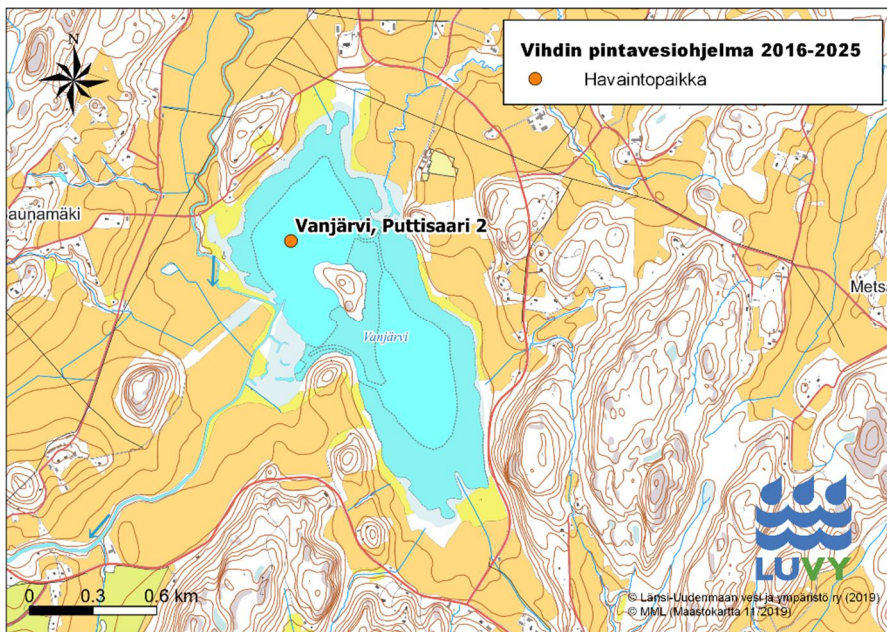 Vihdin pintavesiohjelma 2016-2025
Havaintopaikka
N
aunamäki
Vanjärvi, Puttisaari 2
Metsä
Vanjärvi
LUVY
0 0.3 0.6 km
© Länsi-Uudenmaan vesi ja ympäristö ry (2019)
© MML (Maastokartta 11/2019)